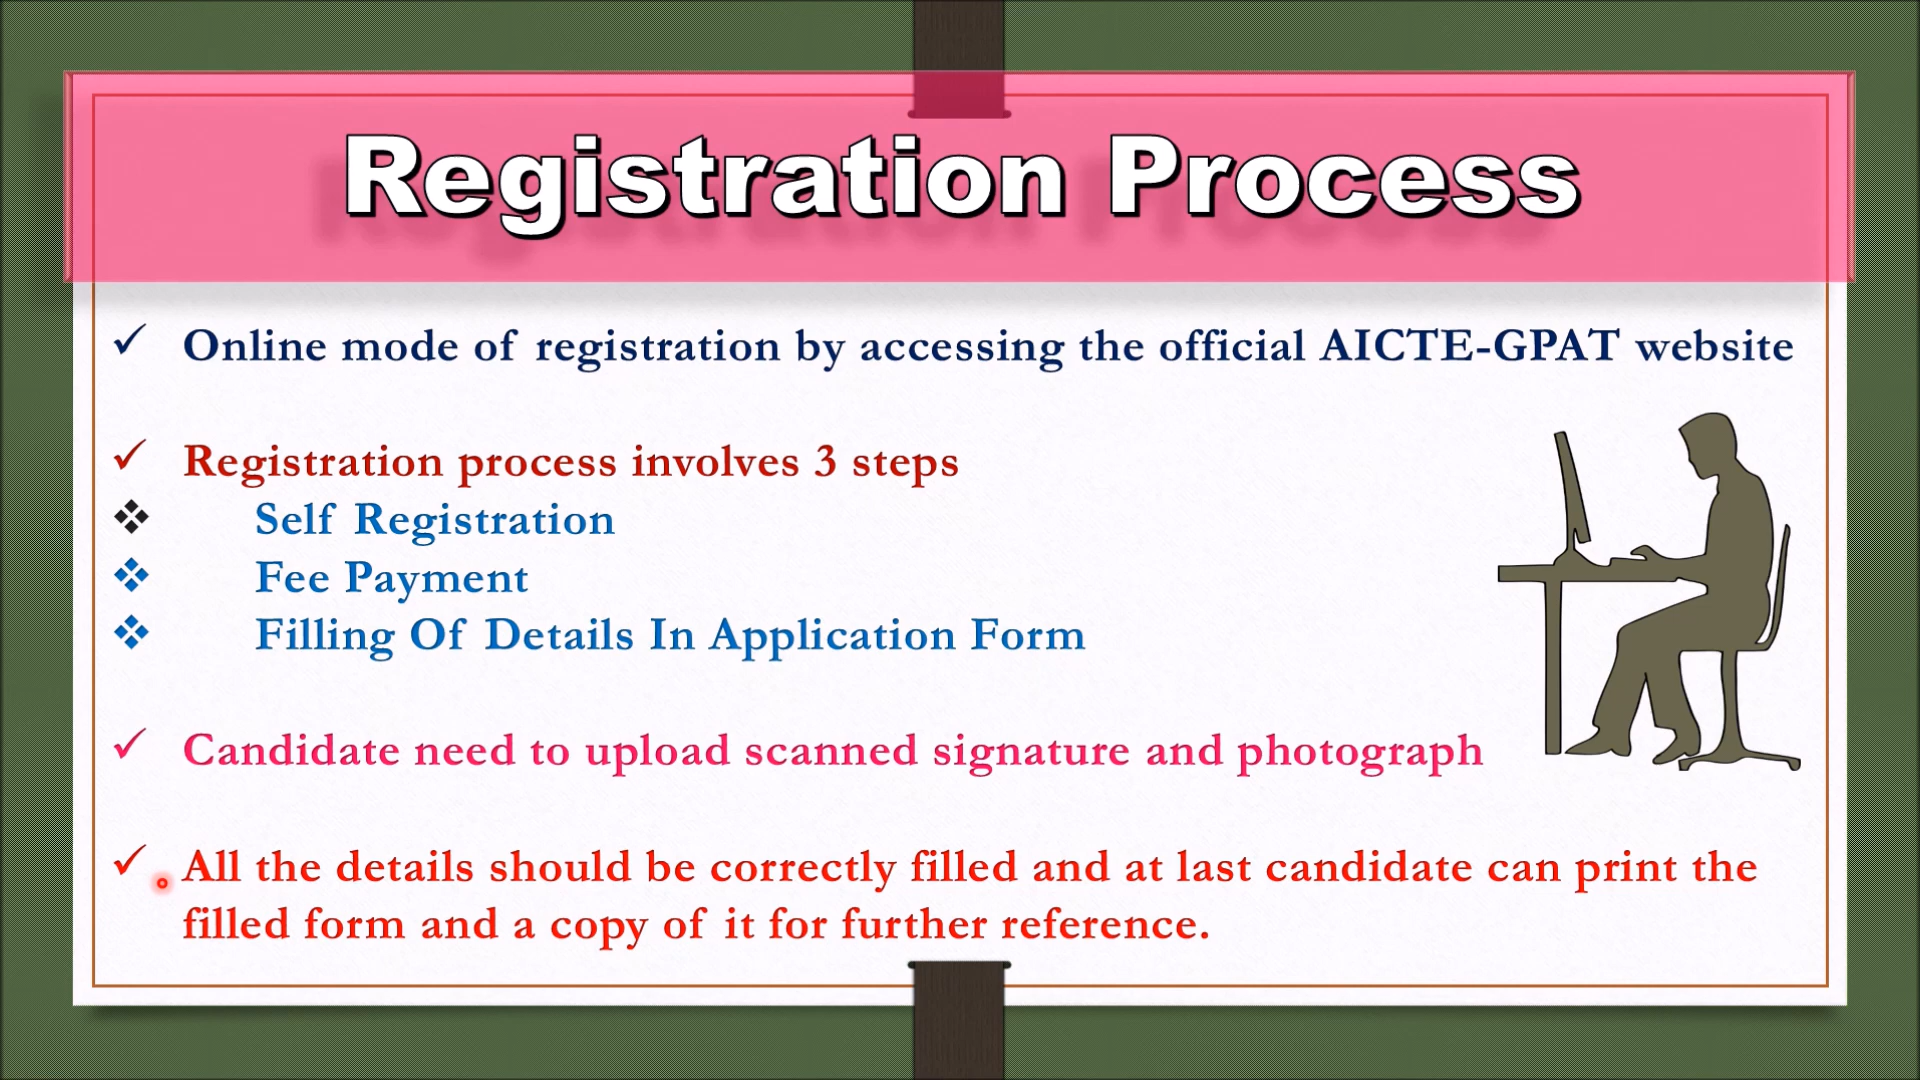 Registration Process
✓ Online mode of registration by accessing the official AICTE-GPAT website
✓ Registration process involves 3 steps
❖ Self Registration
❖ Fee Payment
❖ Filling Of Details In Application Form
✓ Candidate need to upload scanned signature and photograph
✓ All the details should be correctly filled and at last candidate can print the
filled form and a copy of it for further reference.